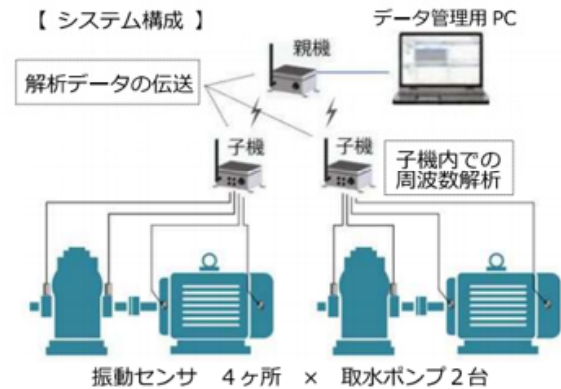 【 システム構成 】
データ管理用 PC
親機
解析データの伝送
子機
子機
子機内での
周波数解析
振動センサ ４ヶ所 × 取水ポンプ２台